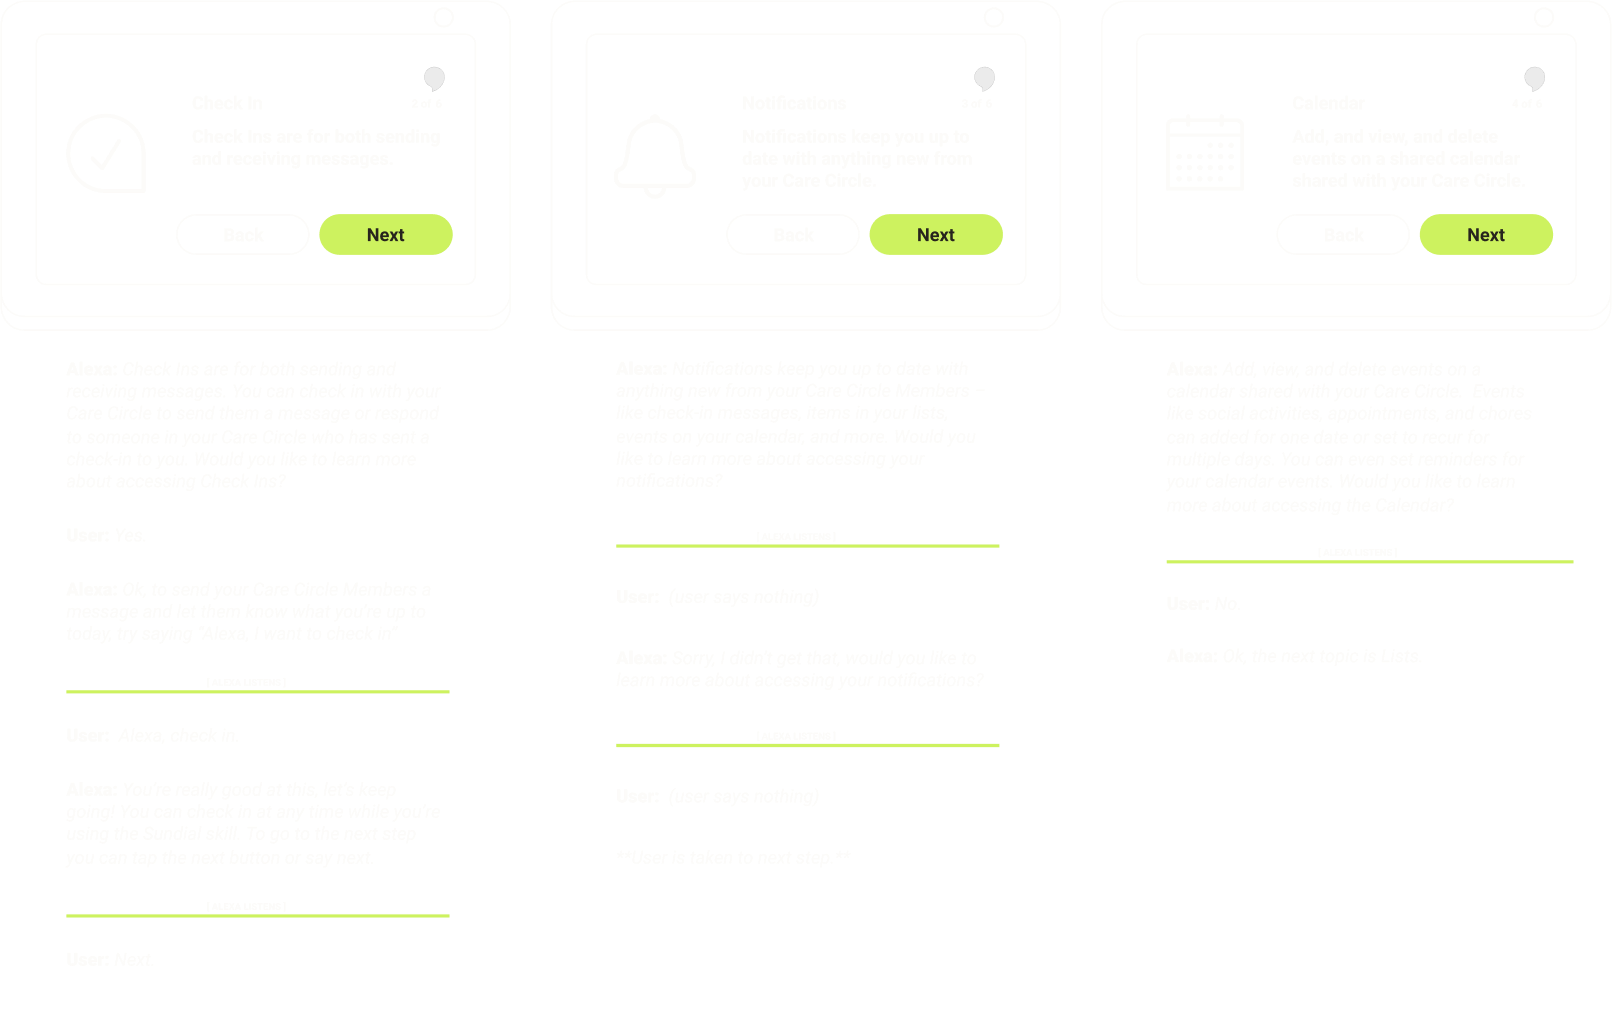 Check In
Check Ins are for both sending
and receiving messages.
Back
Next
Alexa: Check Ins are for both sending and
receiving messages. You can check in with your
Care Circle to send them a message or respond
to someone in your Care Circle who has sent a
check-in to you. Would you like to learn more
about accessing Check Ins?
User: Yes
Alexa: Ok, to send your Care Circle Members a
message and let them know what you're up to
today, try saying "Alexa, I want to check in"
User: Alexa, check in.
Alexa: You're really good at this, let's keep
going! You can check in at any time while you're
using the Sundial skill. To go to the next step
you can tap the next button or say next.
User: Next
Notifications
Notifications keep you up to
date with anything new from
your Care Circle.
Back
Next
Alexa: Notifications keep you up to date with
anything new from your Care Circle Members –
like check in messages, items in your lists,
events on your calendar, and more. Would you
like to learn more about accessing your
notifications?
User: (user says nothing)
Alexa: Sorry, I didn't get that, would you like to
learn more about accessing your notifications?
User: (user says nothing)
**User is taken to next step.**
Calendar
Add, and view, and delete
events on a shared calendar
shared with your Care Circle.
Back
Next
Alexa: Add, view, and delete events on a
calendar shared with your Care Circle. Events
like social activities, appointments, and chores
can added for one date or set to recur for
multiple days. You can even set reminders for
your calendar events. Would you like to learn
more about accessing the Calendar?
User: No.
Alexa: Ok, the next topic is Lists.